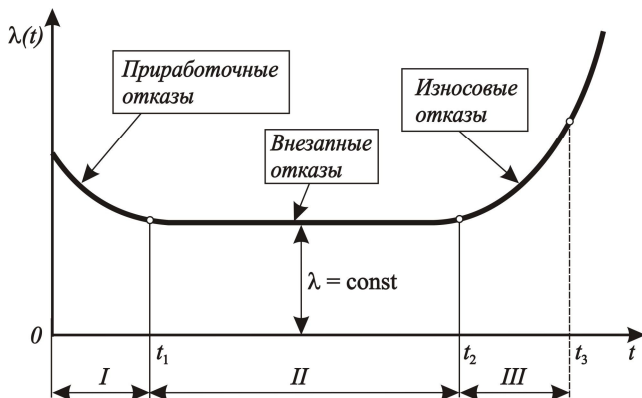 λ(t)
Приработочные
отказы
Износовые
отказы
Внезапные
отказы
λ = const
0
t₁
t₂
t₃
t
I
II
III